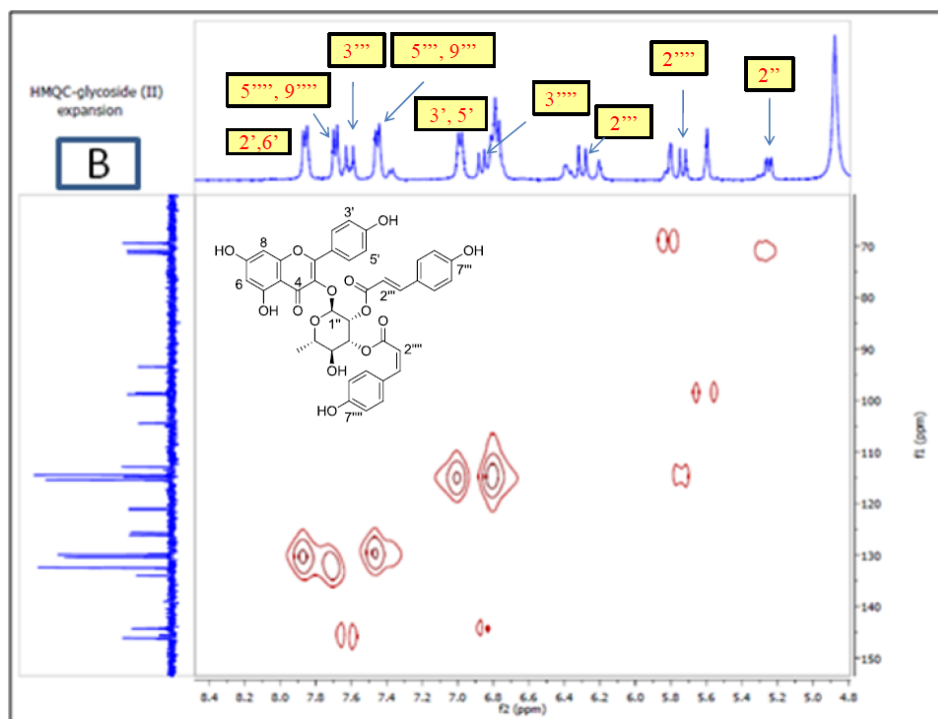 HMQC-glycoside (II)
expansion
B
3’’’
5’’’, 9’’’
2’’’’
2’’
5’’’’, 9’’’’
3’’’’
3’, 5’
2’’’
2’,6’
3'
OH
HO
8
O
5'
OH
6
4
O
7'''
OH
O
O
2'''
1''
O
O
O
O
2''''
HO
HO
7''''
70
80
90
100
110
120
130
140
150
f1 (ppm)
8.4 8.2 8.0 7.8 7.6 7.4 7.2 7.0 6.8 6.6 6.4 6.2 6.0 5.8 5.6 5.4 5.2 5.0 4.8
f2 (ppm)